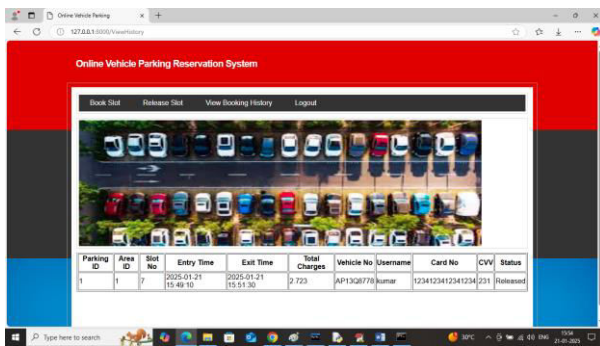 Online Vehicle Parking
127.0.0.1:8000/ViewHistory
Online Vehicle Parking Reservation System
Book Slot Release Slot View Booking History Logout
Parking ID Area ID Slot No Entry Time Exit Time Total Charges Vehicle No Username Card No CVV Status
1 1 7 2025-01-21 15:49:10 2025-01-21 15:51:30 2.723 AP13Q8778 kumar 1234123412341234 231 Released
Type here to search 30°C ENG 15:54
21-01-2025